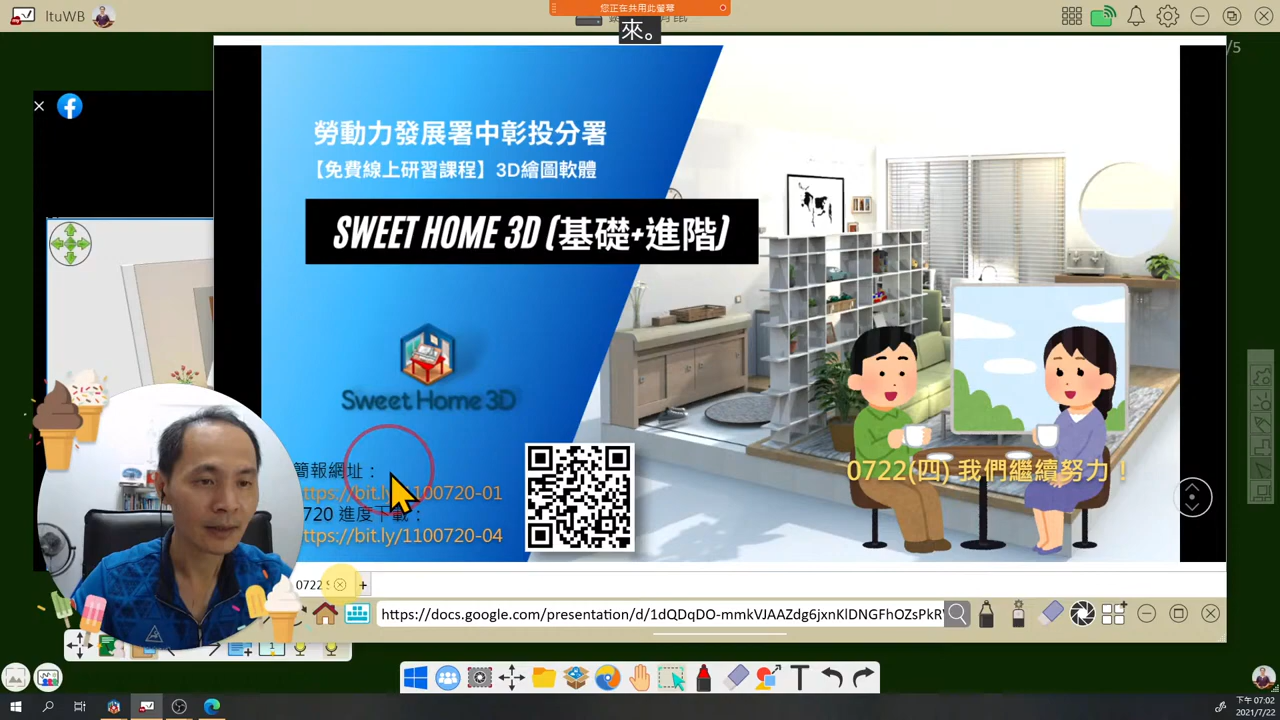 ItuWB
您正在共用此螢幕
來。
/5
勞動力發展署中彰投分署
【免費線上研習課程】3D繪圖軟體
SWEET HOME 3D (基礎+進階)
Sweet Home 3D
簡報網址：
ttps://bit.ly/1100720-01
720 進度下載：
https://bit.ly/1100720-04
0722(四) 我們繼續努力！
0722
https://docs.google.com/presentation/d/1dQDqDO-mmkVJAAZdg6jxnKlDNGFhOZsPkR
1
下午 07:02
2021/7/22